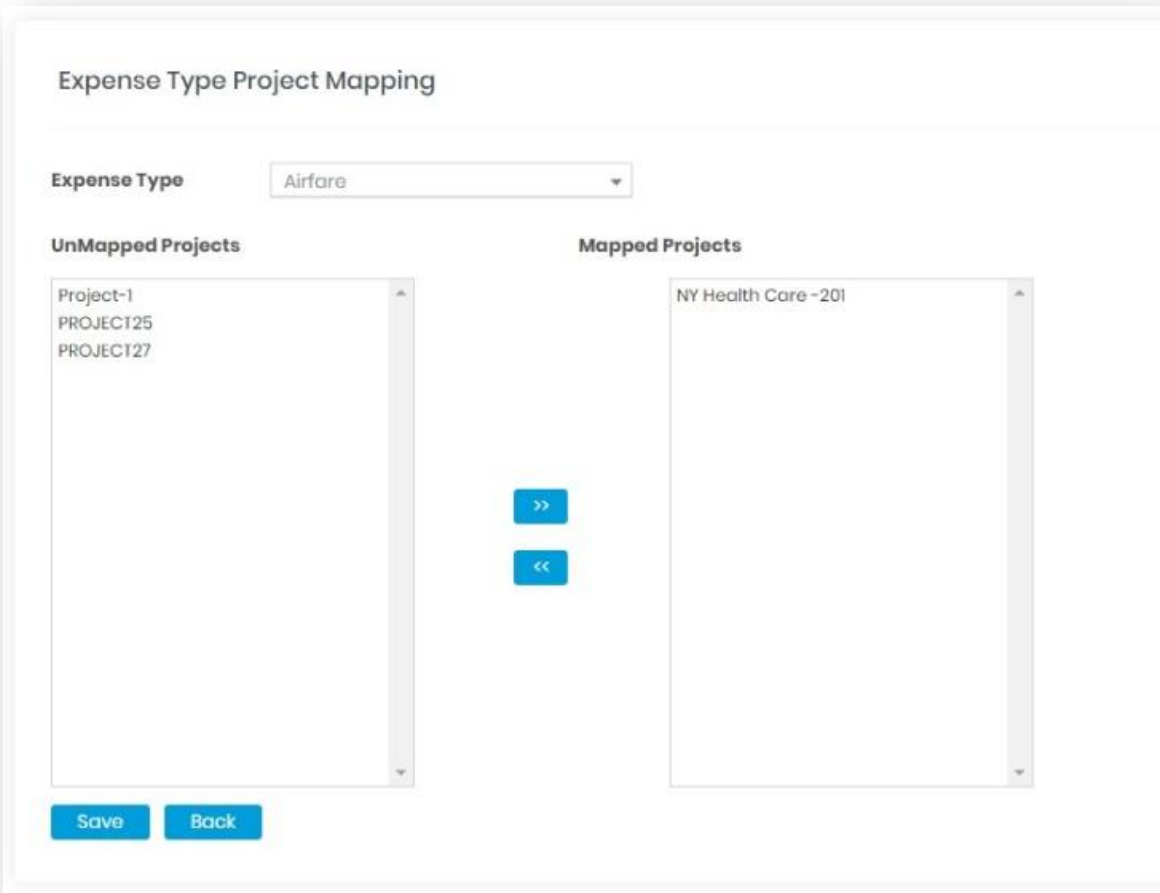 Expense Type Project Mapping
Expense Type Airfare
UnMapped Projects Mapped Projects
Project-1 NY Health Care -201
PROJECT25
PROJECT27
>>
<<
Save Back